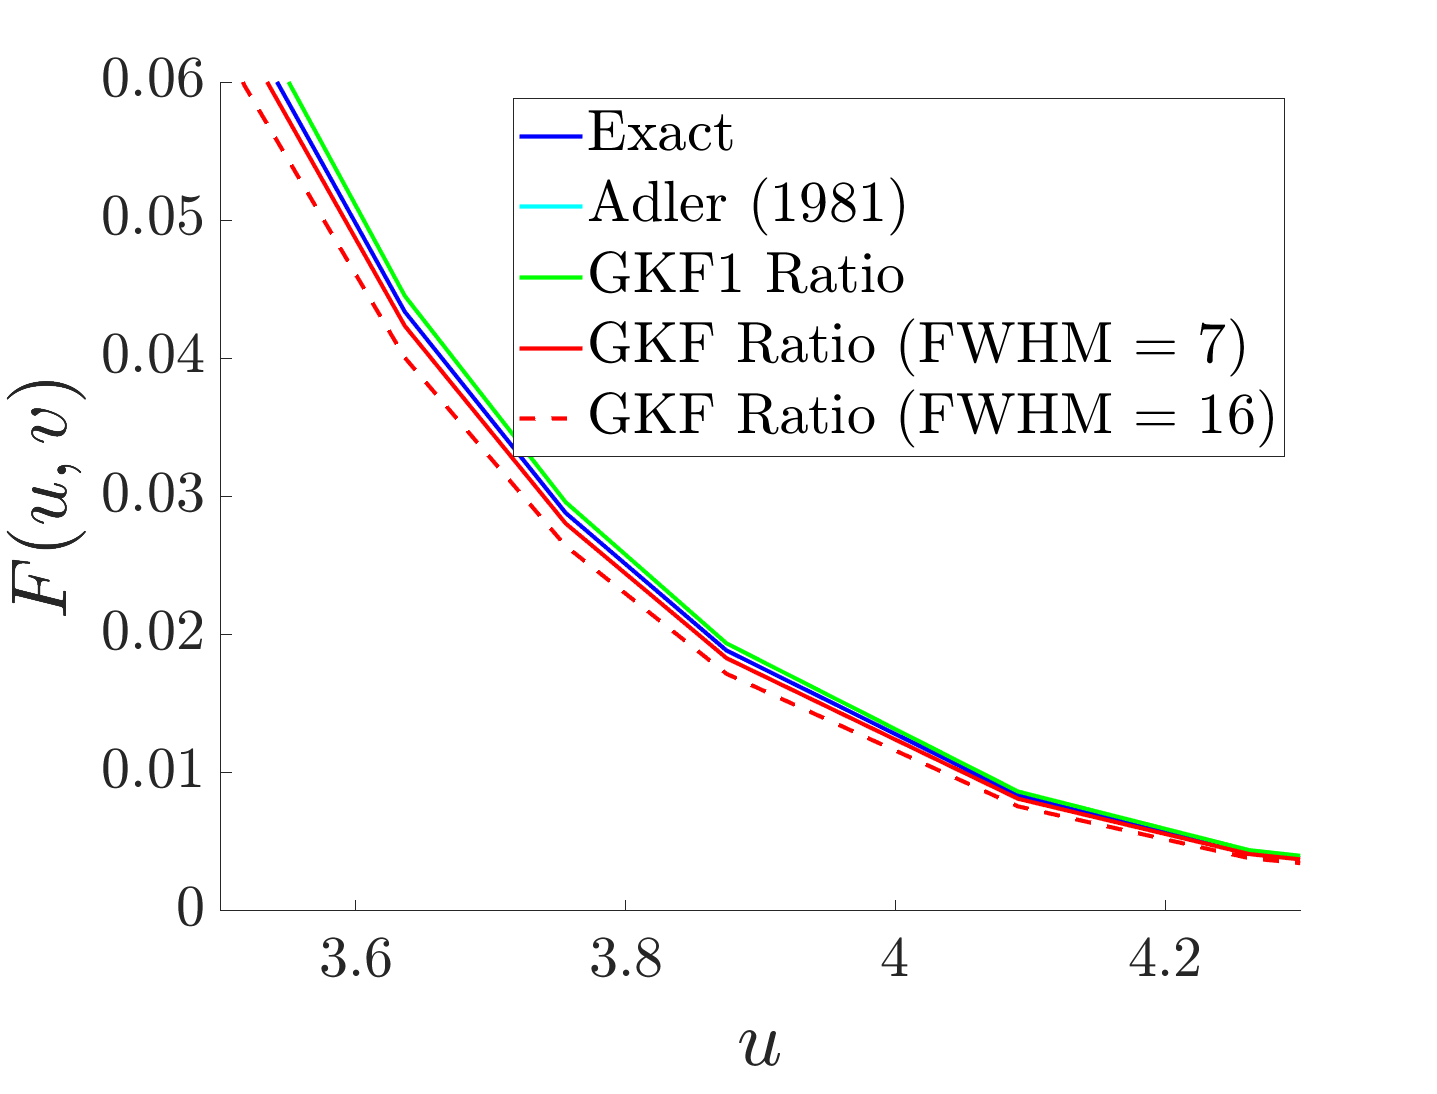 0.06
0.05
0.04
0.03
0.02
0.01
0
F(u, v)
Exact
Adler (1981)
GKF1 Ratio
GKF Ratio (FWHM = 7)
GKF Ratio (FWHM = 16)
3.6
3.8
4
4.2
u